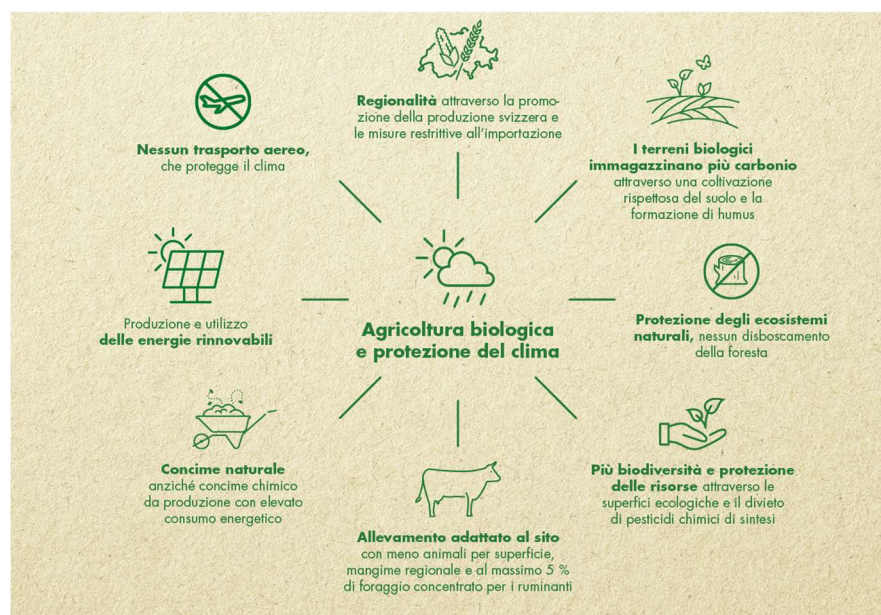 Regionalità attraverso la promo-
zione della produzione svizzera e
le misure restrittive all'importazione
Nessun trasporto aereo,
che protegge il clima
I terreni biologici
immagazzinano più carbonio
attraverso una coltivazione
rispettosa del suolo e la
formazione di humus
Produzione e utilizzo
delle energie rinnovabili
Agricoltura biologica
e protezione del clima
Protezione degli ecosistemi
naturali, nessun disboscamento
della foresta
Concime naturale
anziché concime chimico
da produzione con elevato
consumo energetico
Allevamento adattato al sito
con meno animali per superficie,
mangime regionale e al massimo 5 %
di foraggio concentrato per i ruminanti
Più biodiversità e protezione
delle risorse attraverso le
superfici ecologiche e il divieto
di pesticidi chimici di sintesi